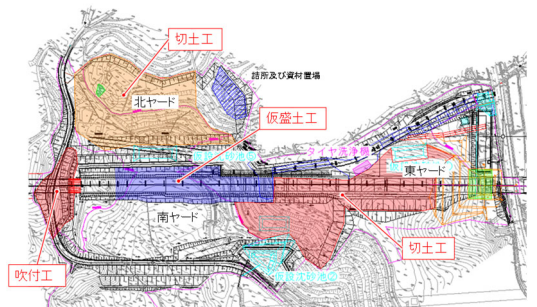 切土工
詰所及び資材置場
北ヤード
仮盛土工
タイヤ洗浄機
東ヤード
南ヤード
切土工
吹付工